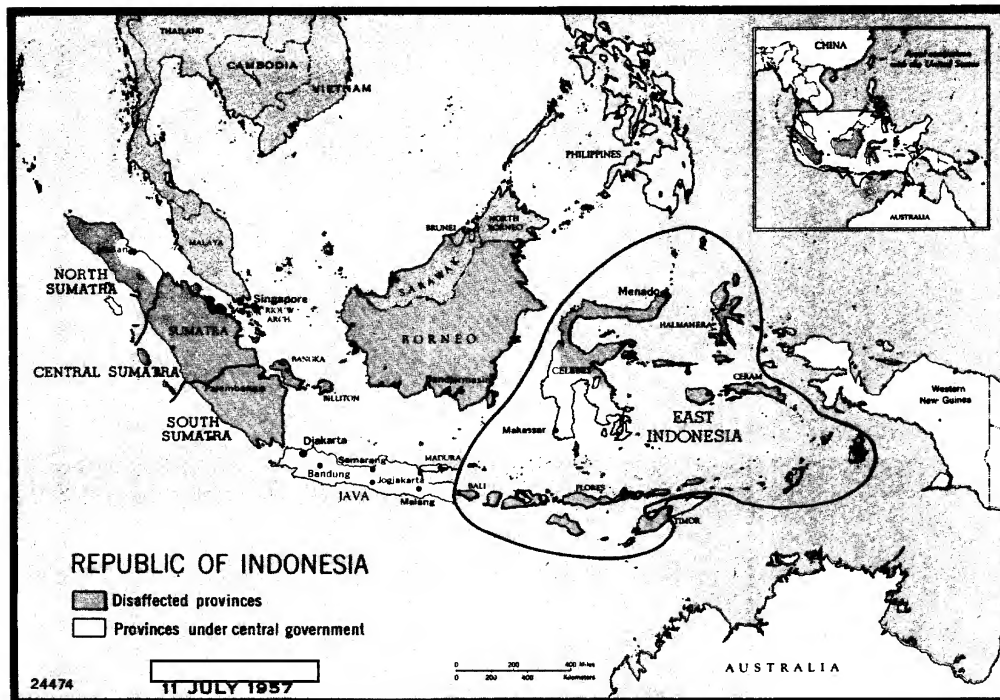 THAILAND
CAMBODIA
VIETNAM
CHINA
AUSTRALIA
PHILIPPINES
BRUNEI
NORTH
BORNEO
MALAYA
SARAWAK
NORTH
SUMATRA
Singapore
RIOUW
ARCH.
Menado
HALMAHERA
SUMATRA
BORNEO
CENTRAL SUMATRA
BANGKA
BILLITON
CELEBES
CERAM
Western
New Guinea
SOUTH
SUMATRA
Makassar
EAST
INDONESIA
Djakarta
Semarang
MADURA
Bandung
Jogjakarta
JAVA
Malang
BALI
FLORES
TIMOR
REPUBLIC OF INDONESIA
Disaffected provinces
Provinces under central government
11 JULY 1957
24474
0 200 400 Miles
0 200 400 Kilometers
AUSTRALIA